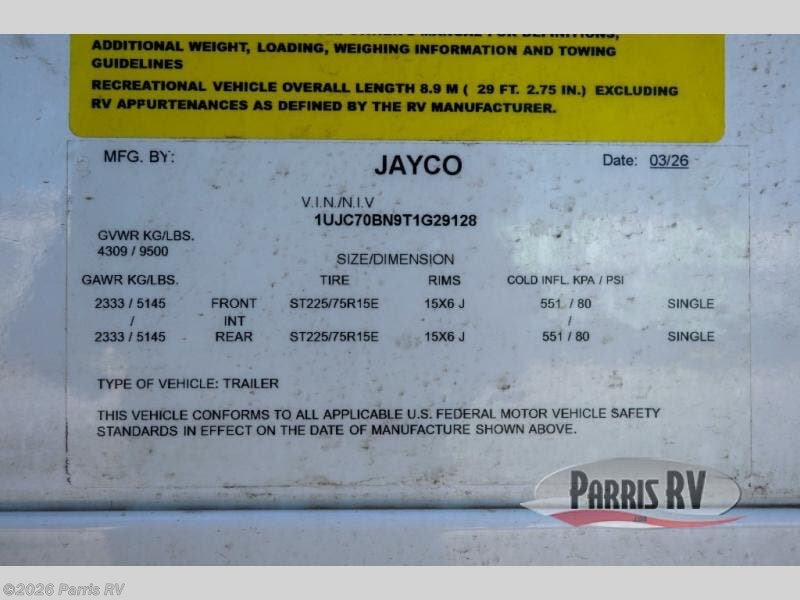 ADDITIONAL WEIGHT, LOADING, WEIGHING INFORMATION AND TOWING
GUIDELINES
RECREATIONAL VEHICLE OVERALL LENGTH 8.9 M ( 29 FT. 2.75 IN.) EXCLUDING
RV APPURTENANCES AS DEFINED BY THE RV MANUFACTURER.
MFG. BY: JAYCO Date: 03/26
V.I.N./N.I.V
1UJC70BN9T1G29128
GVWR KG/LBS.
4309 / 9500
SIZE/DIMENSION
GAWR KG/LBS. TIRE RIMS COLD INFL. KPA / PSI
2333 / 5145 FRONT ST225/75R15E 15X6 J 551 / 80 SINGLE
/ INT /
2333 / 5145 REAR ST225/75R15E 15X6 J 551 / 80 SINGLE
TYPE OF VEHICLE: TRAILER
THIS VEHICLE CONFORMS TO ALL APPLICABLE U.S. FEDERAL MOTOR VEHICLE SAFETY
STANDARDS IN EFFECT ON THE DATE OF MANUFACTURE SHOWN ABOVE.
PARRIS RV
©2026 Parris RV